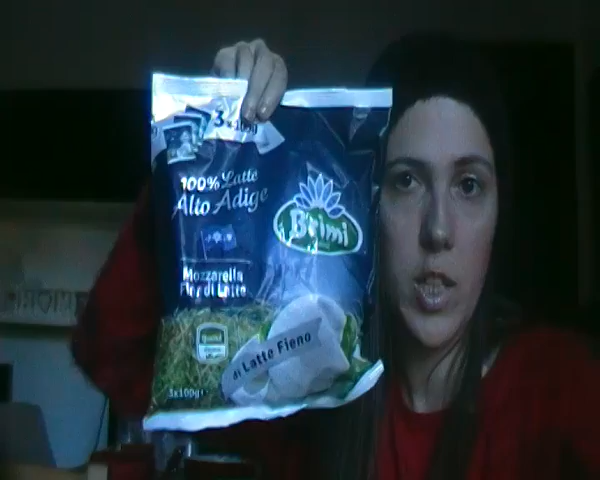 3x100g
100% Latte
Alto Adige
Brimi
Mozzarella
Fior di Latte
di Latte Fieno
3x100g